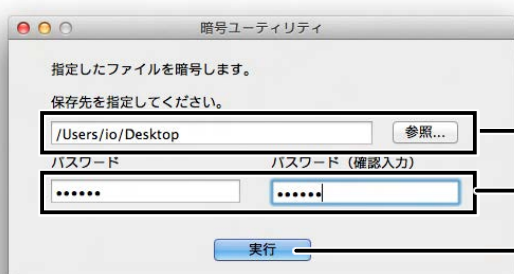 暗号ユーティリティ
指定したファイルを暗号します。
保存先を指定してください。
/Users/io/Desktop 参照...
パスワード パスワード（確認入力）
•••••• ••••••
実行